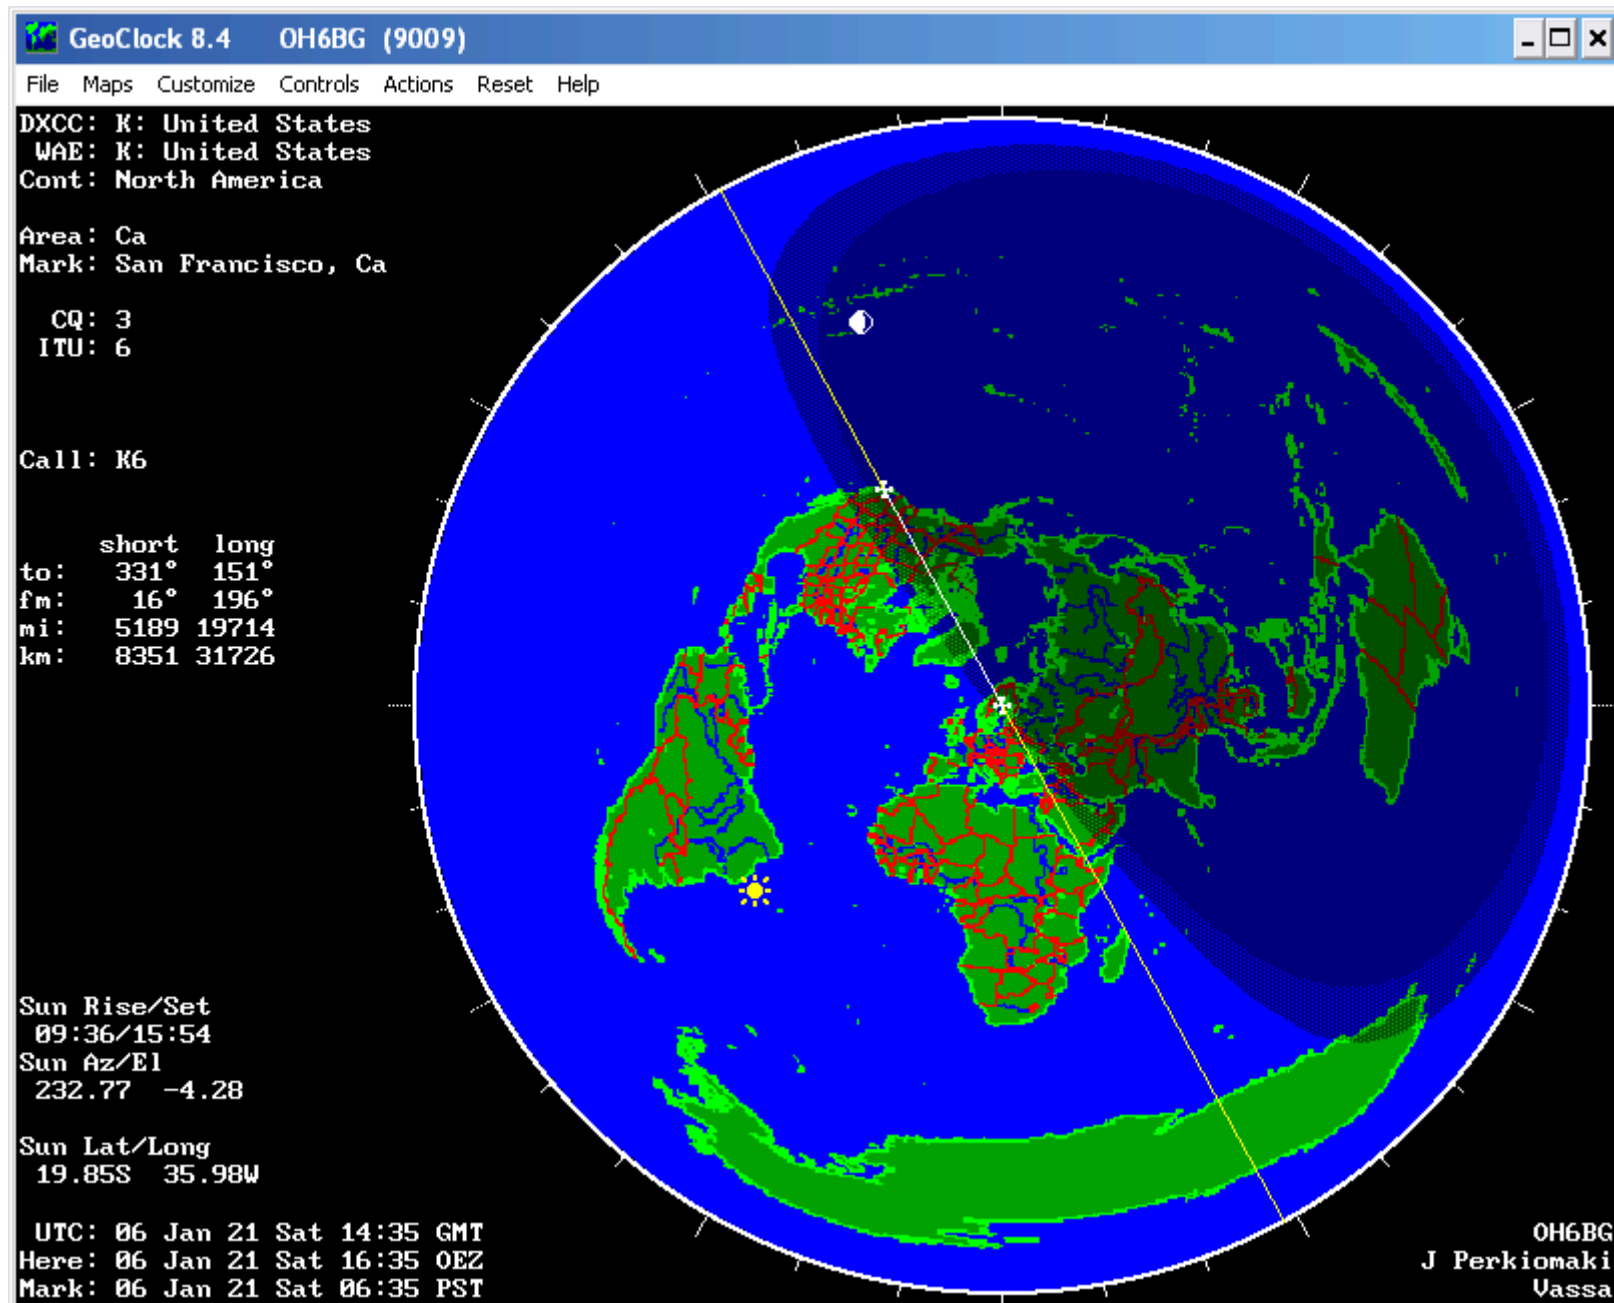 GeoClock 8.4 OH6BG (9009)
File Maps Customize Controls Actions Reset Help
DXCC: K: United States
WAE: K: United States
Cont: North America
Area: Ca
Mark: San Francisco, Ca
CQ: 3
ITU: 6
Call: K6
short long
to: 331° 151°
fm: 16° 196°
mi: 5189 19714
km: 8351 31726
Sun Rise/Set
09:36/15:54
Sun Az/El
232.77 -4.28
Sun Lat/Long
19.85S 35.98W
UTC: 06 Jan 21 Sat 14:35 GMT
Here: 06 Jan 21 Sat 16:35 OEZ
Mark: 06 Jan 21 Sat 06:35 PST
OH6BG
J Perkiomaki
Vassa